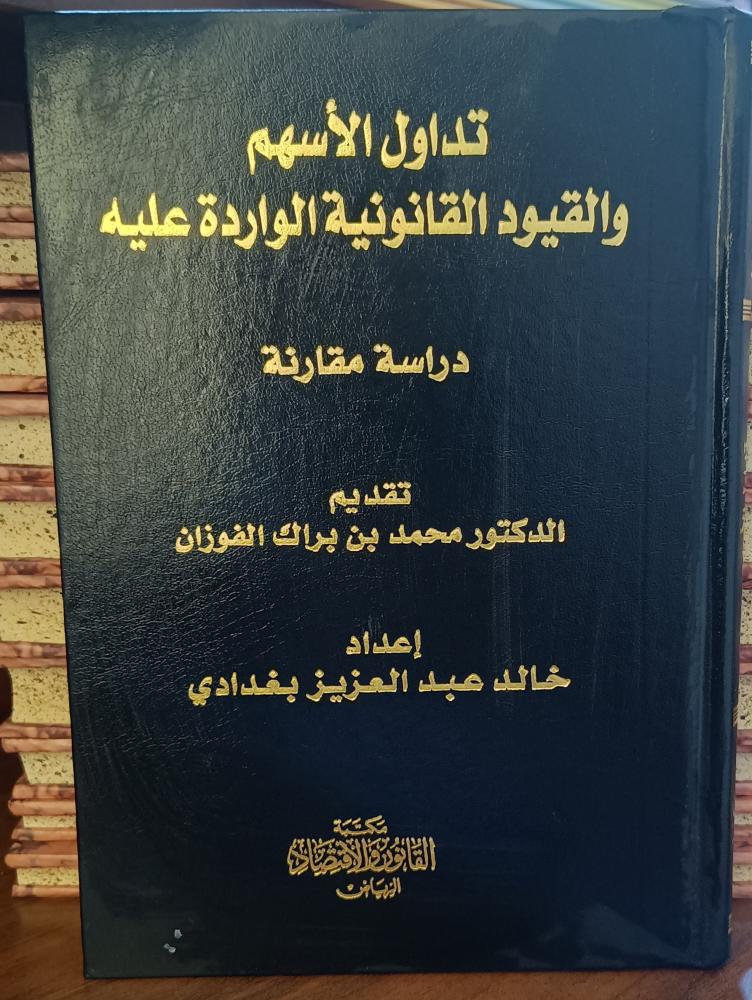 تداول الأسهم
والقيود القانونية الواردة عليه
دراسة مقارنة
تقديم
الدكتور محمد بن براك الفوزان
إعداد
خالد عبد العزيز بغدادي
مكتبة
القانون والاقتصاد
الرياض